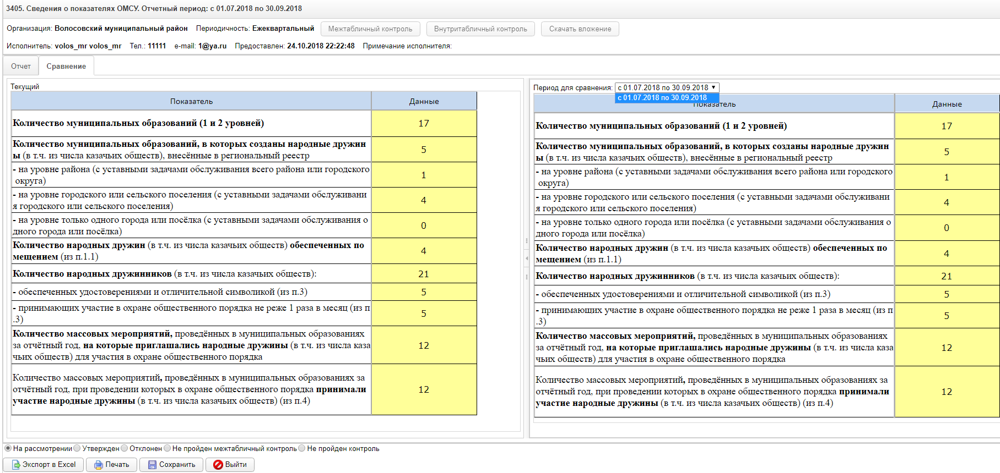 3405. Сведения о показателях ОМСУ. Отчетный период: с 01.07.2018 по 30.09.2018
Организация: Волосовский муниципальный район Периодичность: Ежеквартальный Межтабличный контроль Внутритабличный контроль Скачать вложение
Исполнитель: volos_mr volos_mr Тел.: 11111 e-mail: 1@ya.ru Предоставлен: 24.10.2018 22:22:48 Примечание исполнителя:
Отчет Сравнение
Текущий
Показатель Данные
Количество муниципальных образований (1 и 2 уровней) 17
Количество муниципальных образований, в которых созданы народные дружин
ы (в т.ч. из числа казачьих обществ), внесённые в региональный реестр 5
- на уровне района (с уставными задачами обслуживания всего района или городского
округа) 1
- на уровне городского или сельского поселения (с уставными задачами обслуживани
я городского или сельского поселения) 4
- на уровне только одного города или посёлка (с уставными задачами обслуживания о
дного города или посёлка) 0
Количество народных дружин (в т.ч. из числа казачьих обществ) обеспеченных по
мещением (из п.1.1) 4
Количество народных дружинников (в т.ч. из числа казачьих обществ): 21
- обеспеченных удостоверениями и отличительной символикой (из п.3) 5
- принимающих участие в охране общественного порядка не реже 1 раза в месяц (из п
.3) 5
Количество массовых мероприятий, проведённых в муниципальных образованиях
за отчётный год, на которые приглашались народные дружины (в т.ч. из числа каза
чьих обществ) для участия в охране общественного порядка 12
Количество массовых мероприятий, проведённых в муниципальных образованиях за
отчётный год, при проведении которых в охране общественного порядка принимали
участие народные дружины (в т.ч. из числа казачьих обществ) (из п.4) 12
Период для сравнения: с 01.07.2018 по 30.09.2018
с 01.07.2018 по 30.09.2018
Показатель Данные
Количество муниципальных образований (1 и 2 уровней) 17
Количество муниципальных образований, в которых созданы народные дружин
ы (в т.ч. из числа казачьих обществ), внесённые в региональный реестр 5
- на уровне района (с уставными задачами обслуживания всего района или городского
округа) 1
- на уровне городского или сельского поселения (с уставными задачами обслуживани
я городского или сельского поселения) 4
- на уровне только одного города или посёлка (с уставными задачами обслуживания о
дного города или посёлка) 0
Количество народных дружин (в т.ч. из числа казачьих обществ) обеспеченных по
мещением (из п.1.1) 4
Количество народных дружинников (в т.ч. из числа казачьих обществ): 21
- обеспеченных удостоверениями и отличительной символикой (из п.3) 5
- принимающих участие в охране общественного порядка не реже 1 раза в месяц (из п
.3) 5
Количество массовых мероприятий, проведённых в муниципальных образованиях
за отчётный год, на которые приглашались народные дружины (в т.ч. из числа каза
чьих обществ) для участия в охране общественного порядка 12
Количество массовых мероприятий, проведённых в муниципальных образованиях за
отчётный год, при проведении которых в охране общественного порядка принимали
участие народные дружины (в т.ч. из числа казачьих обществ) (из п.4) 12
На рассмотрении Утвержден Отклонен Не пройден межтабличный контроль Не пройден контроль
Экспорт в Excel Печать Сохранить Выйти